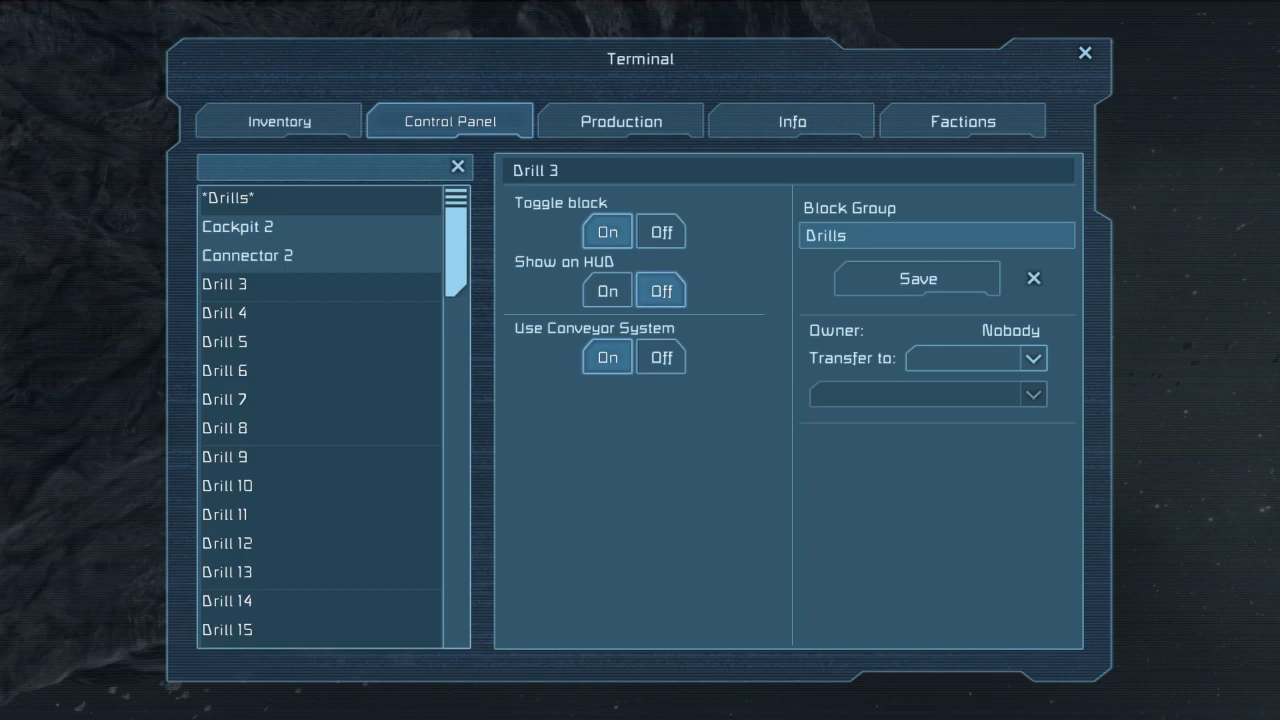 Terminal
Inventory
Control Panel
Production
Info
Factions
*Drills*
Cockpit 2
Connector 2
Drill 3
Drill 4
Drill 5
Drill 6
Drill 7
Drill 8
Drill 9
Drill 10
Drill 11
Drill 12
Drill 13
Drill 14
Drill 15
Drill 3
Toggle block
On Off
Show on HUD
On Off
Use Conveyor System
On Off
Block Group
Drills
Save
Owner: Nobody
Transfer to: